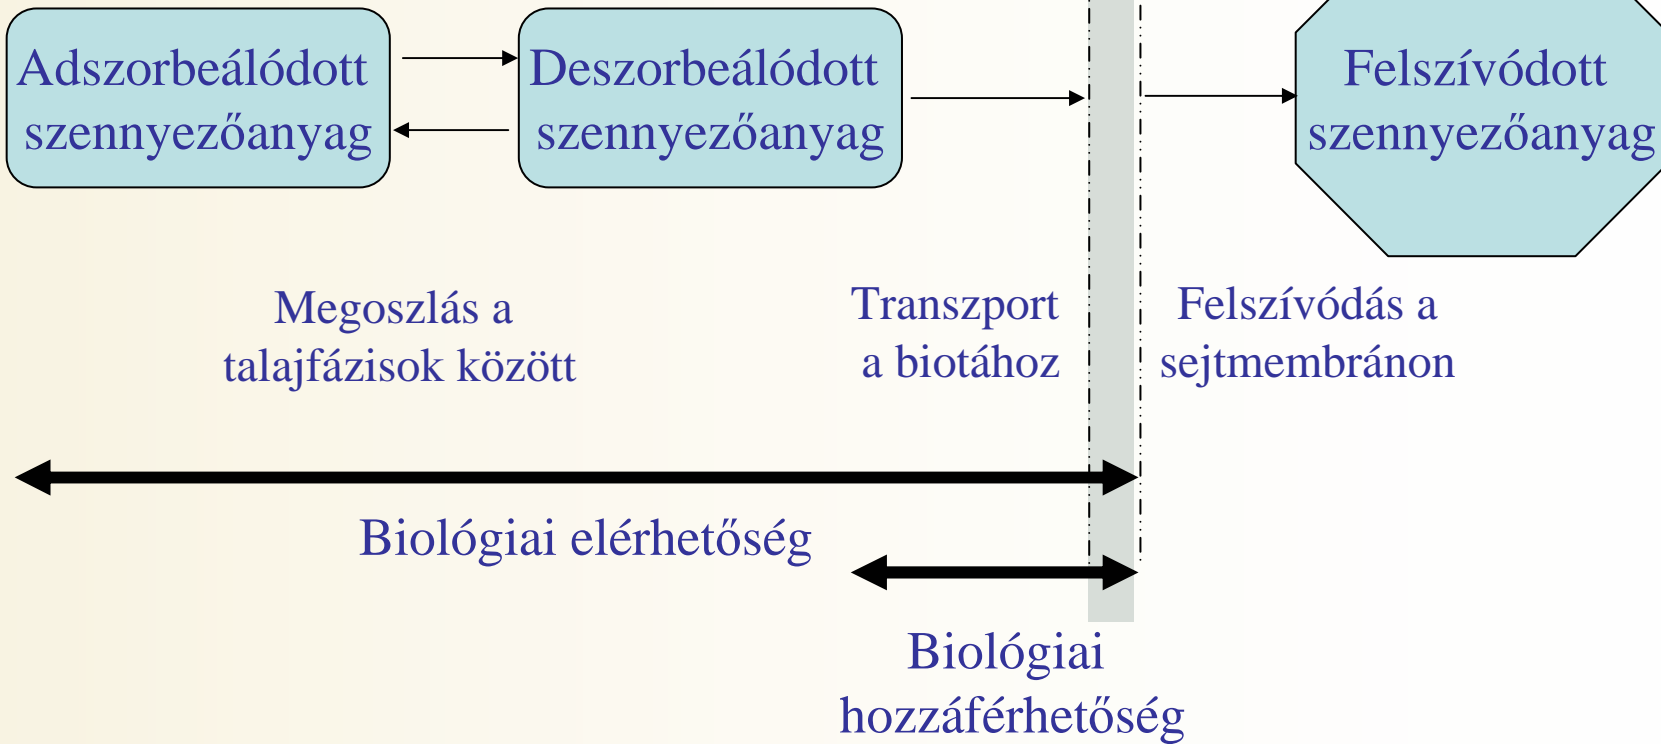 Adszorbeálódott
szennyezőanyag
Deszorbeálódott
szennyezőanyag
Felszívódott
szennyezőanyag
Megoszlás a
talajfázisok között
Transzport
a biotához
Felszívódás a
sejtmembránon
Biológiai elérhetőség
Biológiai
hozzáférhetőség